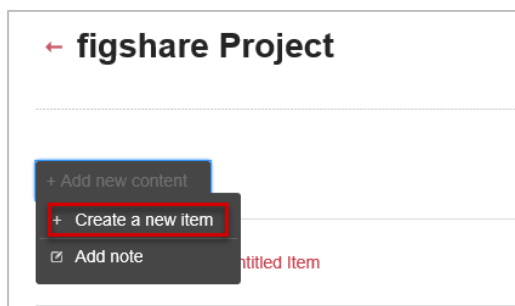 ← figshare Project
+ Add new content
+ Create a new item
Add note
ntitled Item